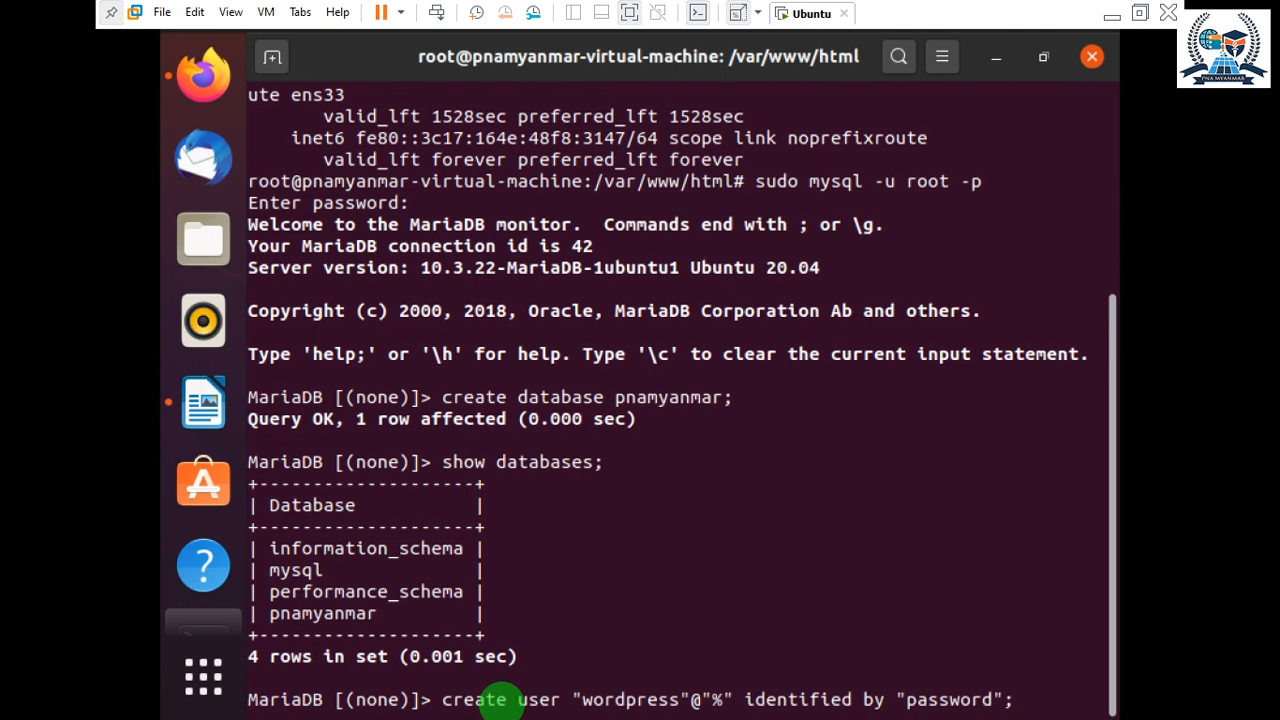 File Edit View VM Tabs Help Ubuntu
PNA MYANMAR
root@pnamyanmar-virtual-machine: /var/www/html
ute ens33
valid_lft 1528sec preferred_lft 1528sec
inet6 fe80::3c17:164e:48f8:3147/64 scope link noprefixroute
valid_lft forever preferred_lft forever
root@pnamyanmar-virtual-machine:/var/www/html# sudo mysql -u root -p
Enter password:
Welcome to the MariaDB monitor.  Commands end with ; or \g.
Your MariaDB connection id is 42
Server version: 10.3.22-MariaDB-1ubuntu1 Ubuntu 20.04
Copyright (c) 2000, 2018, Oracle, MariaDB Corporation Ab and others.
Type 'help;' or '\h' for help. Type '\c' to clear the current input statement.
MariaDB [(none)]> create database pnamyanmar;
Query OK, 1 row affected (0.000 sec)
MariaDB [(none)]> show databases;
+--------------------+
| Database           |
+--------------------+
| information_schema |
| mysql              |
| performance_schema |
| pnamyanmar         |
+--------------------+
4 rows in set (0.001 sec)
MariaDB [(none)]> create user "wordpress"@"%" identified by "password";